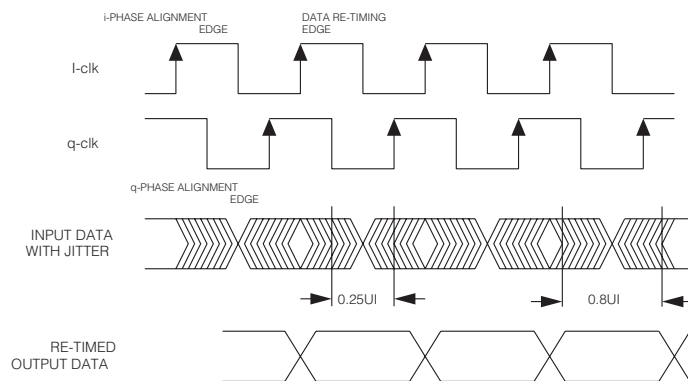 i-PHASE ALIGNMENT
EDGE
DATA RE-TIMING
EDGE
I-clk
q-clk
q-PHASE ALIGNMENT
EDGE
INPUT DATA
WITH JITTER
0.25UI
0.8UI
RE-TIMED
OUTPUT DATA